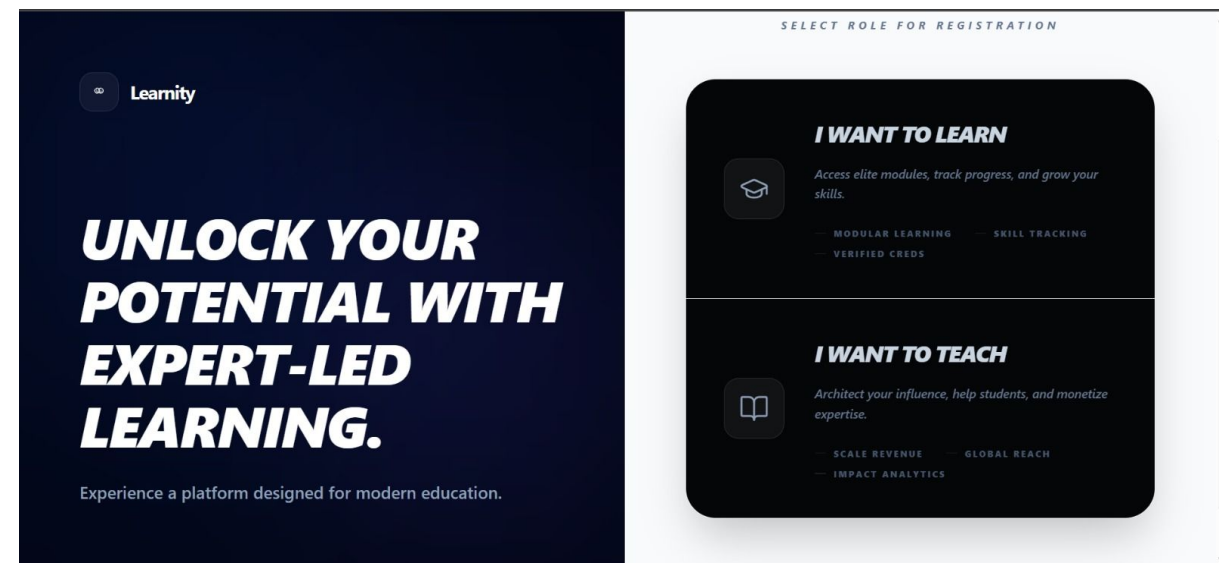 Learnity
UNLOCK YOUR
POTENTIAL WITH
EXPERT-LED
LEARNING.
Experience a platform designed for modern education.
SELECT ROLE FOR REGISTRATION
I WANT TO LEARN
Access elite modules, track progress, and grow your
skills.
— MODULAR LEARNING — SKILL TRACKING
— VERIFIED CREDS
I WANT TO TEACH
Architect your influence, help students, and monetize
expertise.
— SCALE REVENUE — GLOBAL REACH
— IMPACT ANALYTICS